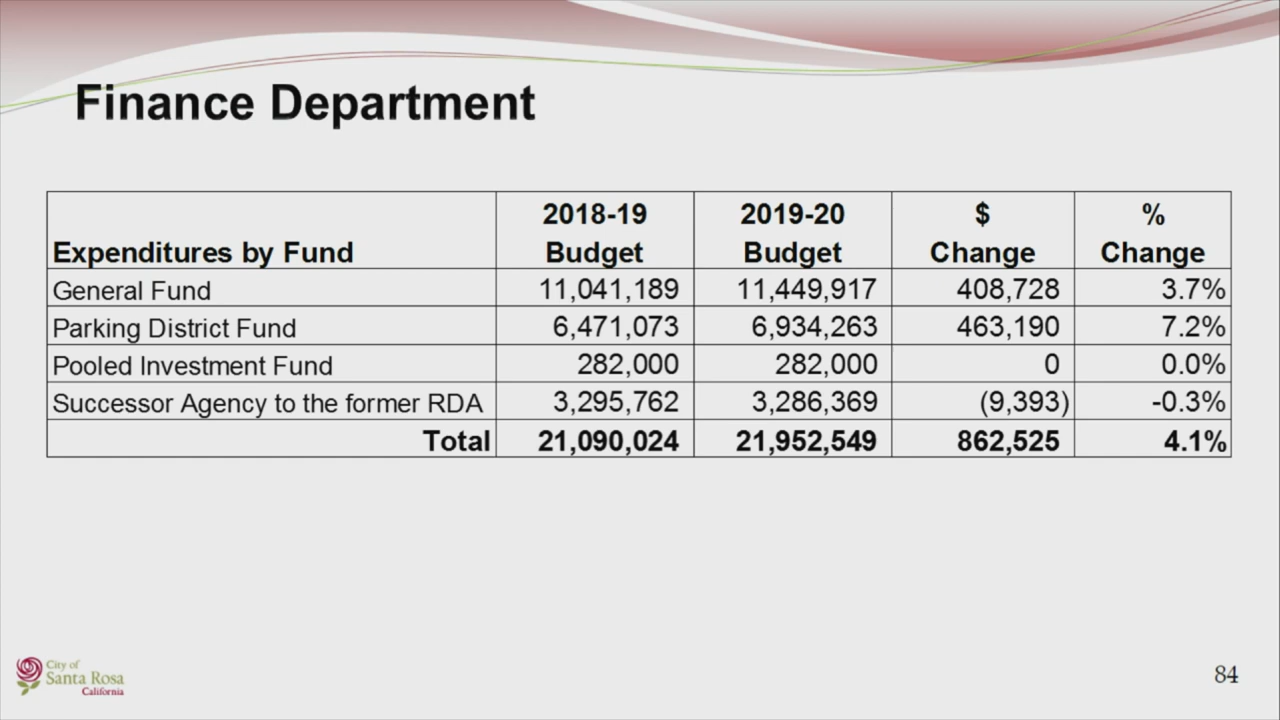 Finance Department
Expenditures by Fund 2018-19 Budget 2019-20 Budget $ Change % Change
General Fund 11,041,189 11,449,917 408,728 3.7%
Parking District Fund 6,471,073 6,934,263 463,190 7.2%
Pooled Investment Fund 282,000 282,000 0 0.0%
Successor Agency to the former RDA 3,295,762 3,286,369 (9,393) -0.3%
Total 21,090,024 21,952,549 862,525 4.1%
City of
Santa Rosa
California
84